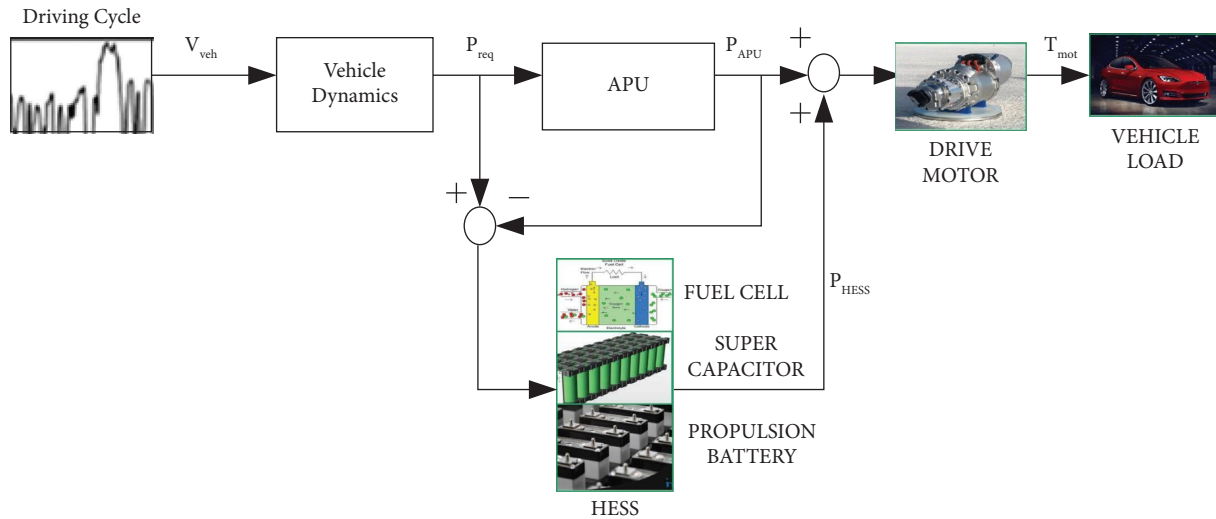 Driving Cycle
V_veh
Vehicle
Dynamics
P_req
APU
P_APU
+
+
DRIVE
MOTOR
T_mot
VEHICLE
LOAD
+
−
FUEL CELL
SUPER
CAPACITOR
PROPULSION
BATTERY
HESS
P_HESS